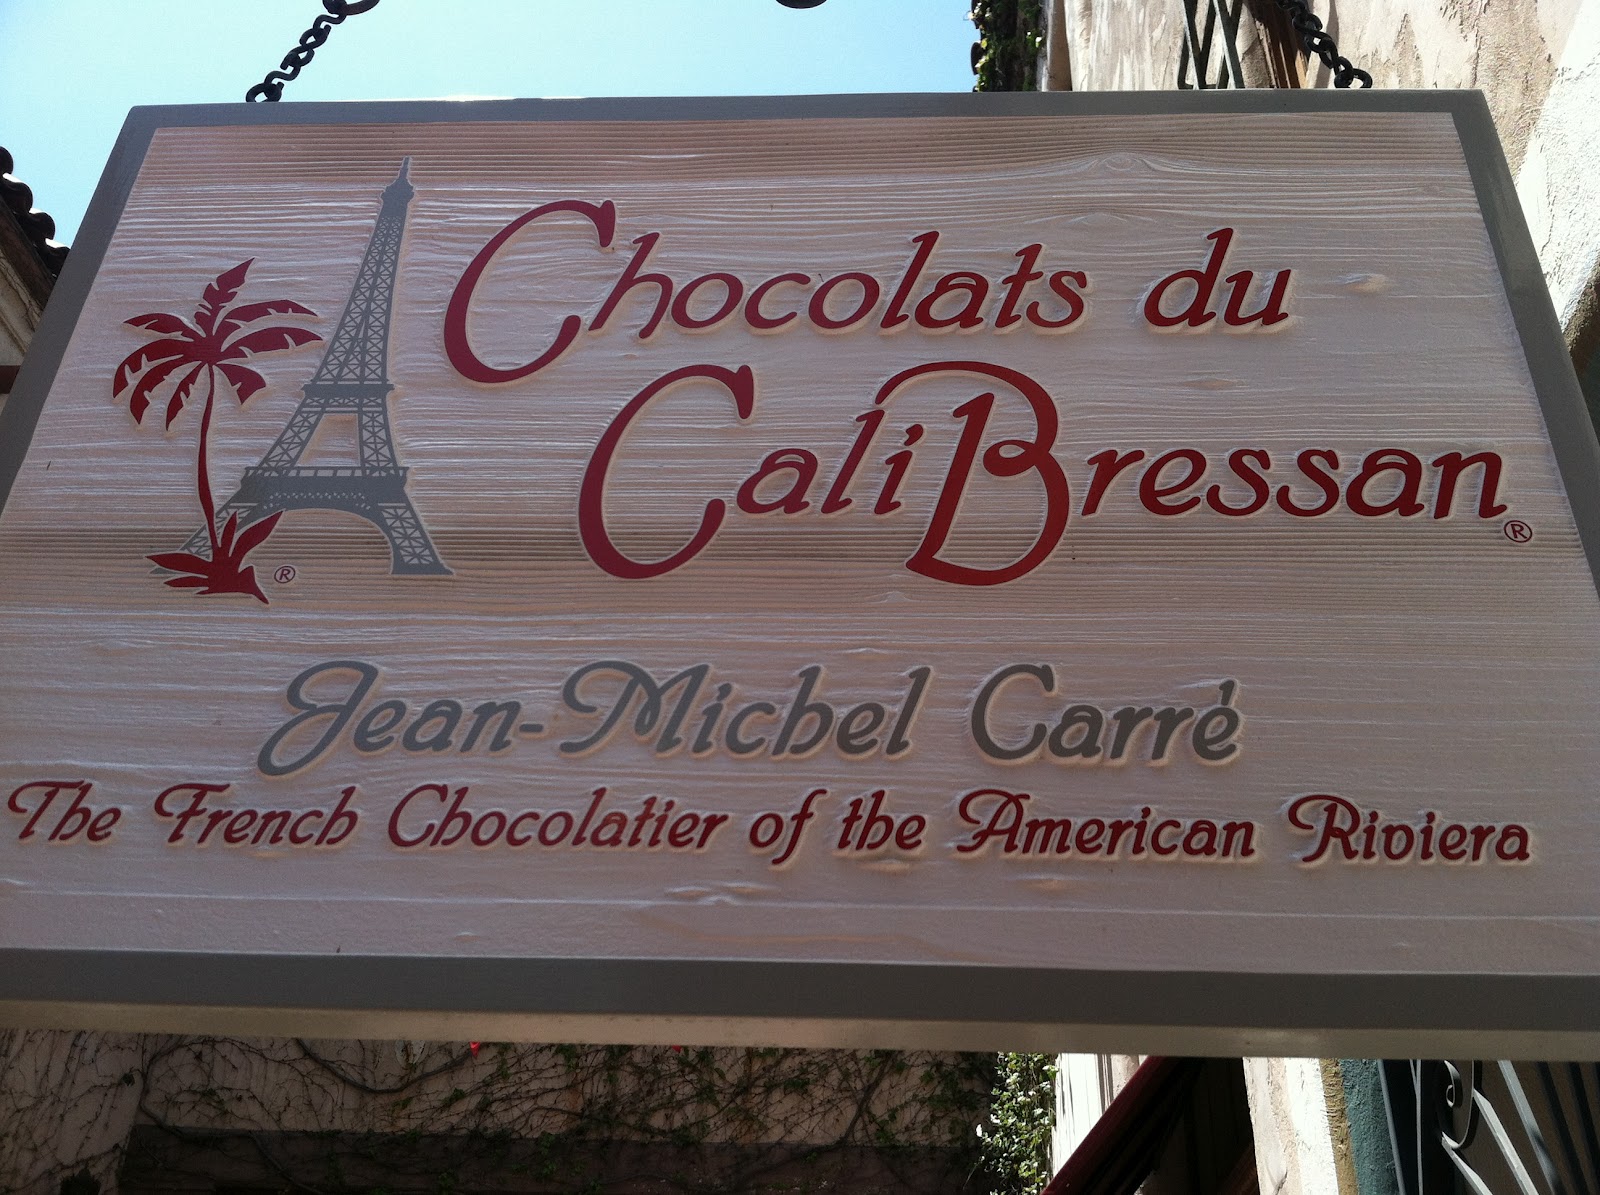 Chocolats du
CaliBressan®
®
Jean-Michel Carré
The French Chocolatier of the American Riviera